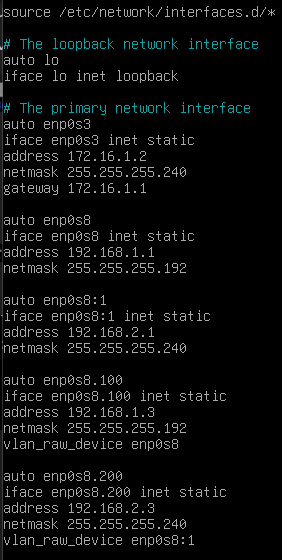 source /etc/network/interfaces.d/*
# The loopback network interface
auto lo
iface lo inet loopback
# The primary network interface
auto enp0s3
iface enp0s3 inet static
address 172.16.1.2
netmask 255.255.255.240
gateway 172.16.1.1
auto enp0s8
iface enp0s8 inet static
address 192.168.1.1
netmask 255.255.255.192
auto enp0s8:1
iface enp0s8:1 inet static
address 192.168.2.1
netmask 255.255.255.240
auto enp0s8.100
iface enp0s8.100 inet static
address 192.168.1.3
netmask 255.255.255.192
vlan_raw_device enp0s8
auto enp0s8.200
iface enp0s8.200 inet static
address 192.168.2.3
netmask 255.255.255.240
vlan_raw_device enp0s8:1